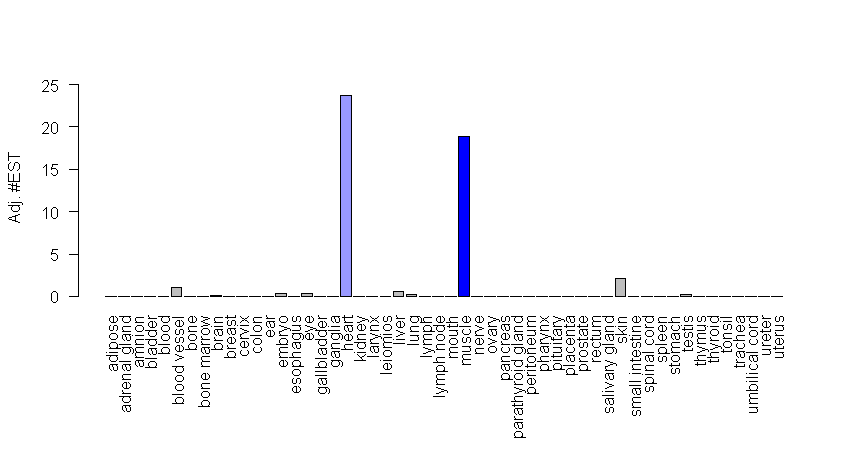 Adj. #EST
25
20
15
10
5
0
adipose
adrenal gland
amnion
bladder
blood
blood vessel
bone
bone marrow
brain
breast
cervix
colon
ear
embryo
esophagus
eye
gallbladder
ganglia
heart
kidney
larynx
leiomios
liver
lung
lymph
lymph node
mouth
muscle
nerve
ovary
pancreas
parathyroid gland
peritoneum
pharynx
pituitary
placenta
prostate
rectum
salivary gland
skin
small intestine
spinal cord
spleen
stomach
testis
thymus
thyroid
tonsil
trachea
umbilical cord
ureter
uterus